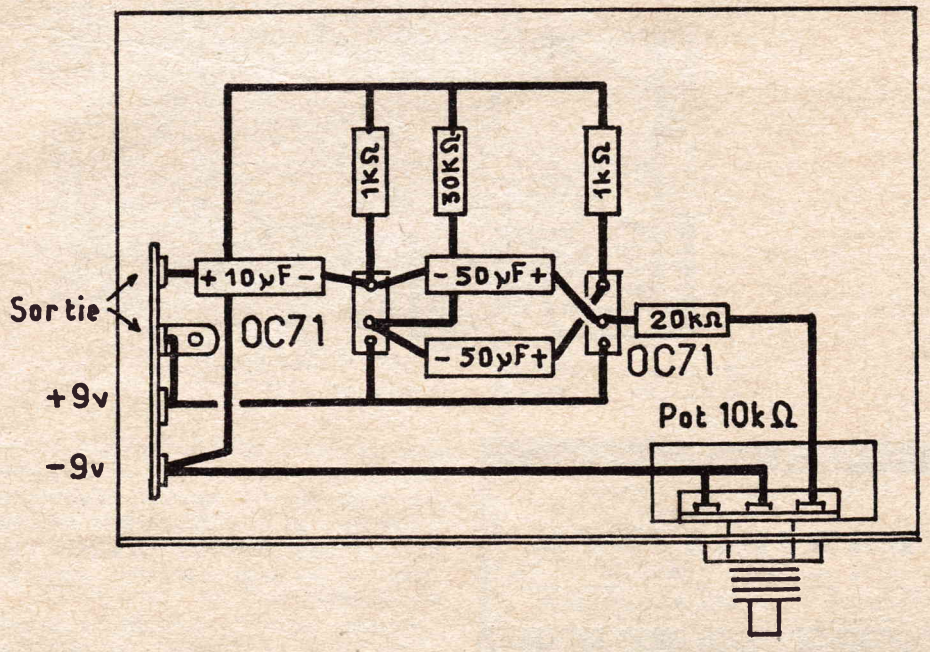 1kΩ
30kΩ
1kΩ
+ 10µF -
- 50µF +
Sortie
OC71
20kΩ
- 50µF +
OC71
+9v
Pot 10kΩ
-9v